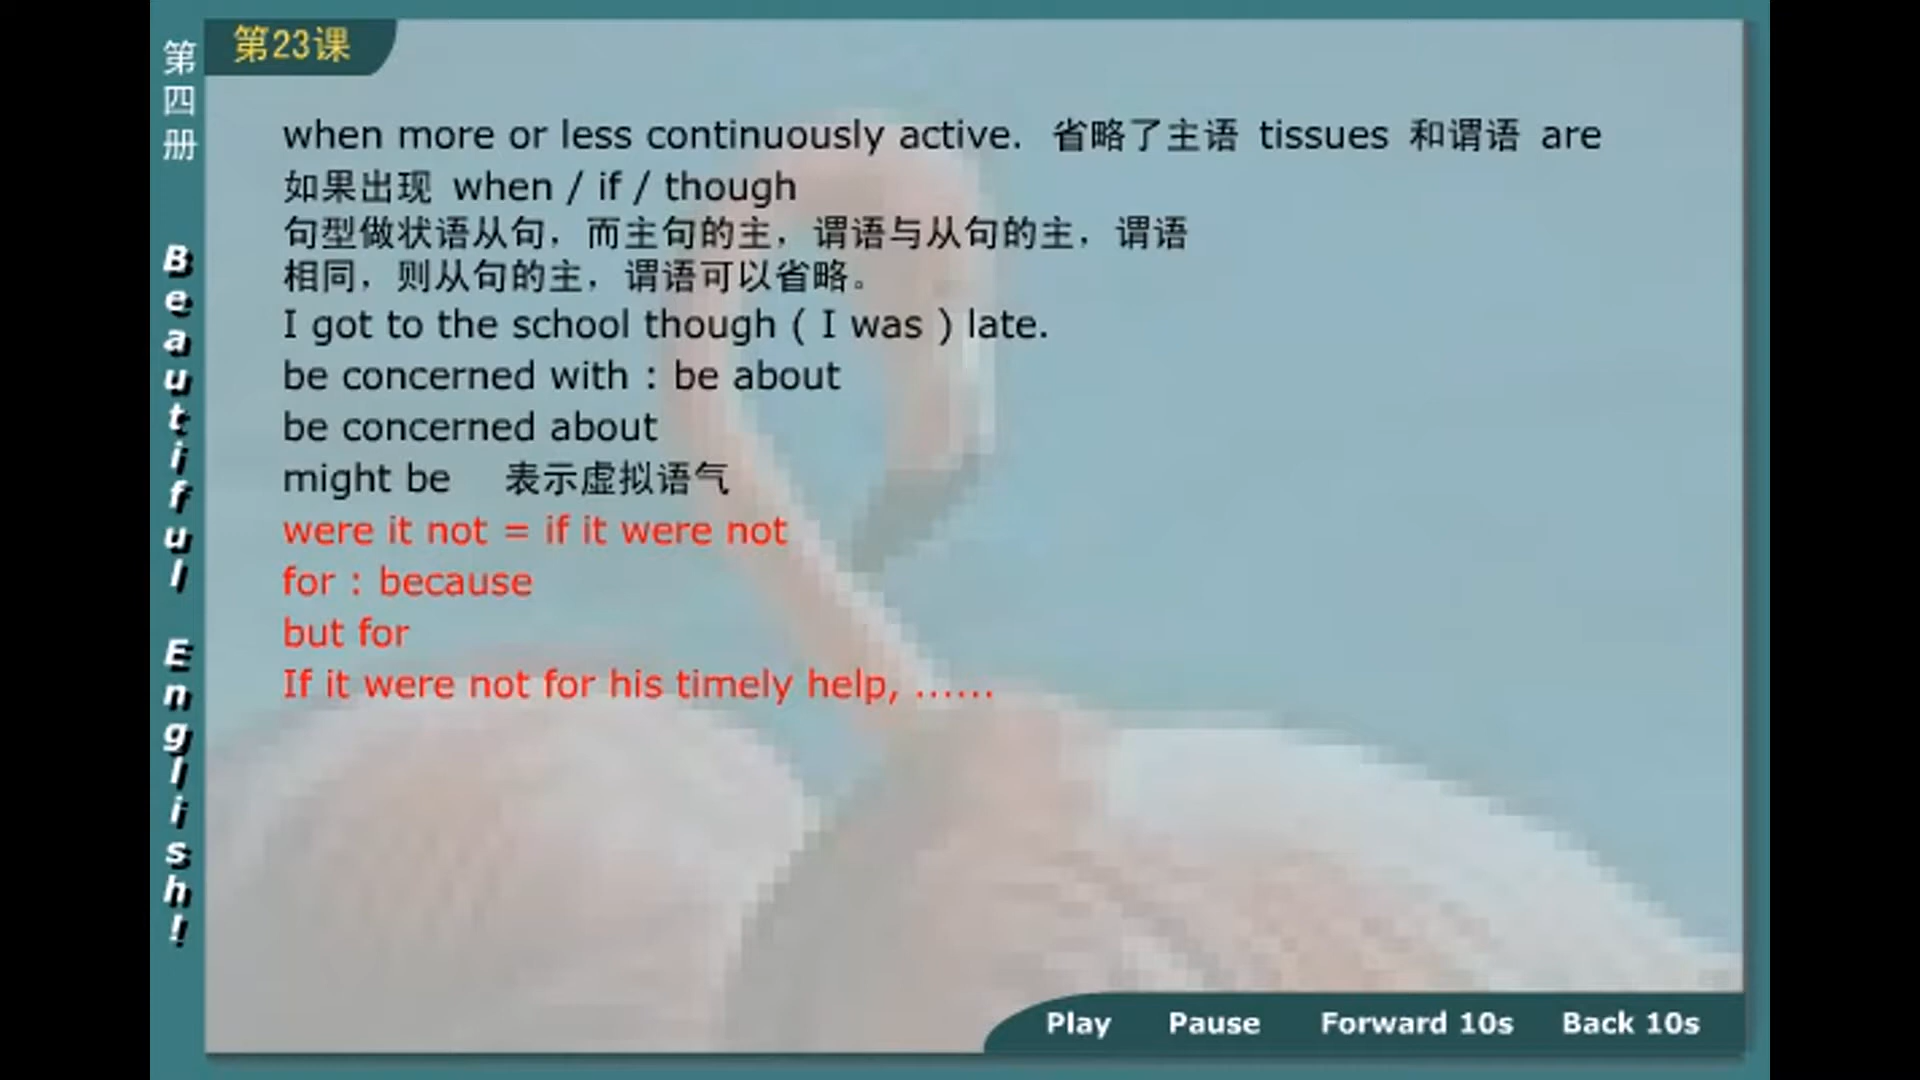 第四册 Beautiful English!
第23课
when more or less continuously active. 省略了主语 tissues 和谓语 are
如果出现 when / if / though
句型做状语从句，而主句的主，谓语与从句的主，谓语
相同，则从句的主，谓语可以省略。
I got to the school though ( I was ) late.
be concerned with : be about
be concerned about
might be 表示虚拟语气
were it not = if it were not
for : because
but for
If it were not for his timely help, ......
Play Pause Forward 10s Back 10s